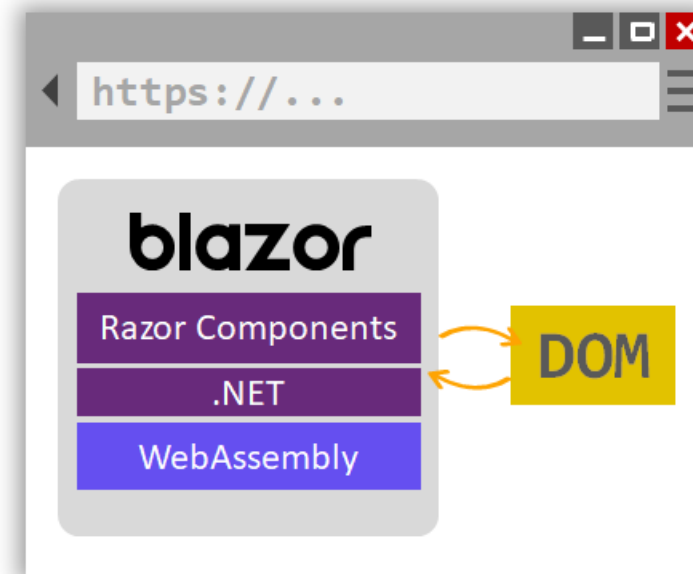 https://...
blazor
Razor Components
.NET
WebAssembly
DOM